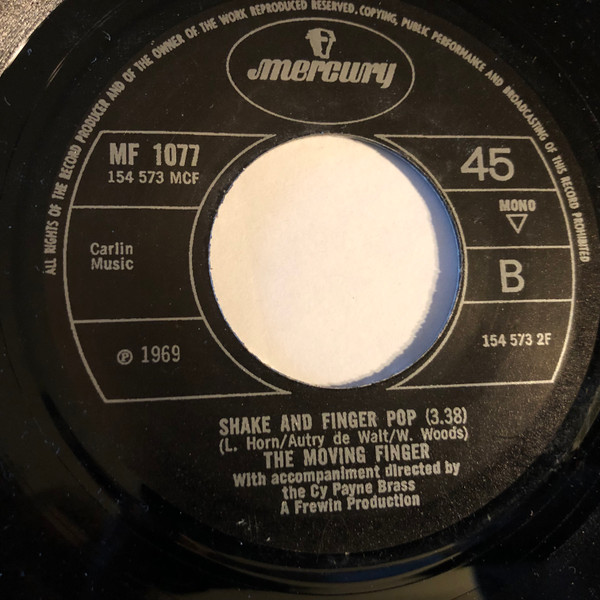 ALL RIGHTS OF THE RECORD PRODUCER AND OF THE OWNER OF THE WORK REPRODUCED RESERVED. COPYING, PUBLIC PERFORMANCE AND BROADCASTING OF THIS RECORD PROHIBITED
mercury
MF 1077
154 573 MCF
45
MONO
Carlin
Music
B
℗ 1969
154 573 2F
SHAKE AND FINGER POP (3.38)
(L. Horn/Autry de Walt/W. Woods)
THE MOVING FINGER
With accompaniment directed by
the Cy Payne Brass
A Frewin Production